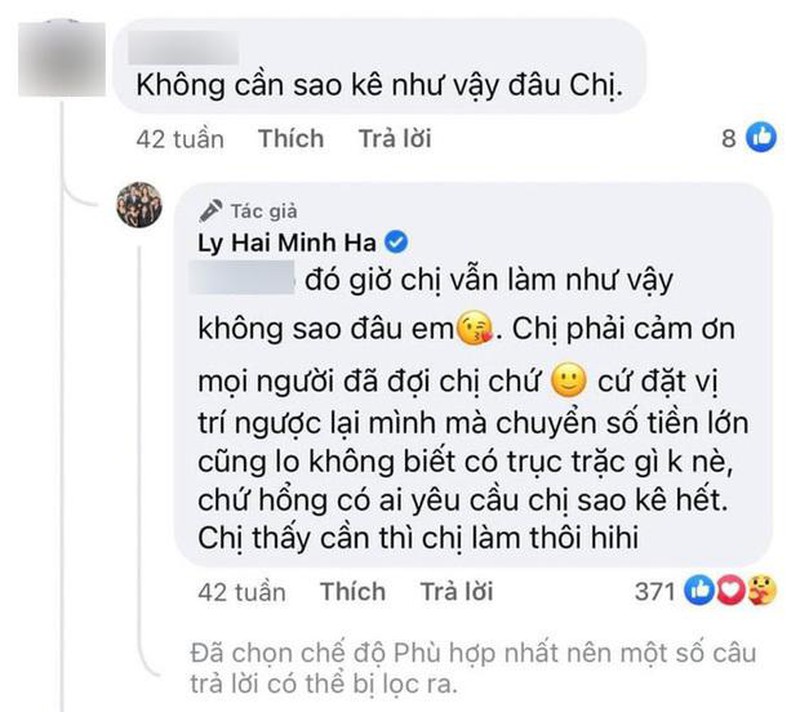 Không cần sao kê như vậy đâu Chị.
42 tuần Thích Trả lời 8
Tác giả
Ly Hai Minh Ha
đó giờ chị vẫn làm như vậy
không sao đâu em😘. Chị phải cảm ơn
mọi người đã đợi chị chứ 🙂 cứ đặt vị
trí ngược lại mình mà chuyển số tiền lớn
cũng lo không biết có trục trặc gì k nè,
chứ hổng có ai yêu cầu chị sao kê hết.
Chị thấy cần thì chị làm thôi hihi
42 tuần Thích Trả lời 371
Đã chọn chế độ Phù hợp nhất nên một số câu
trả lời có thể bị lọc ra.